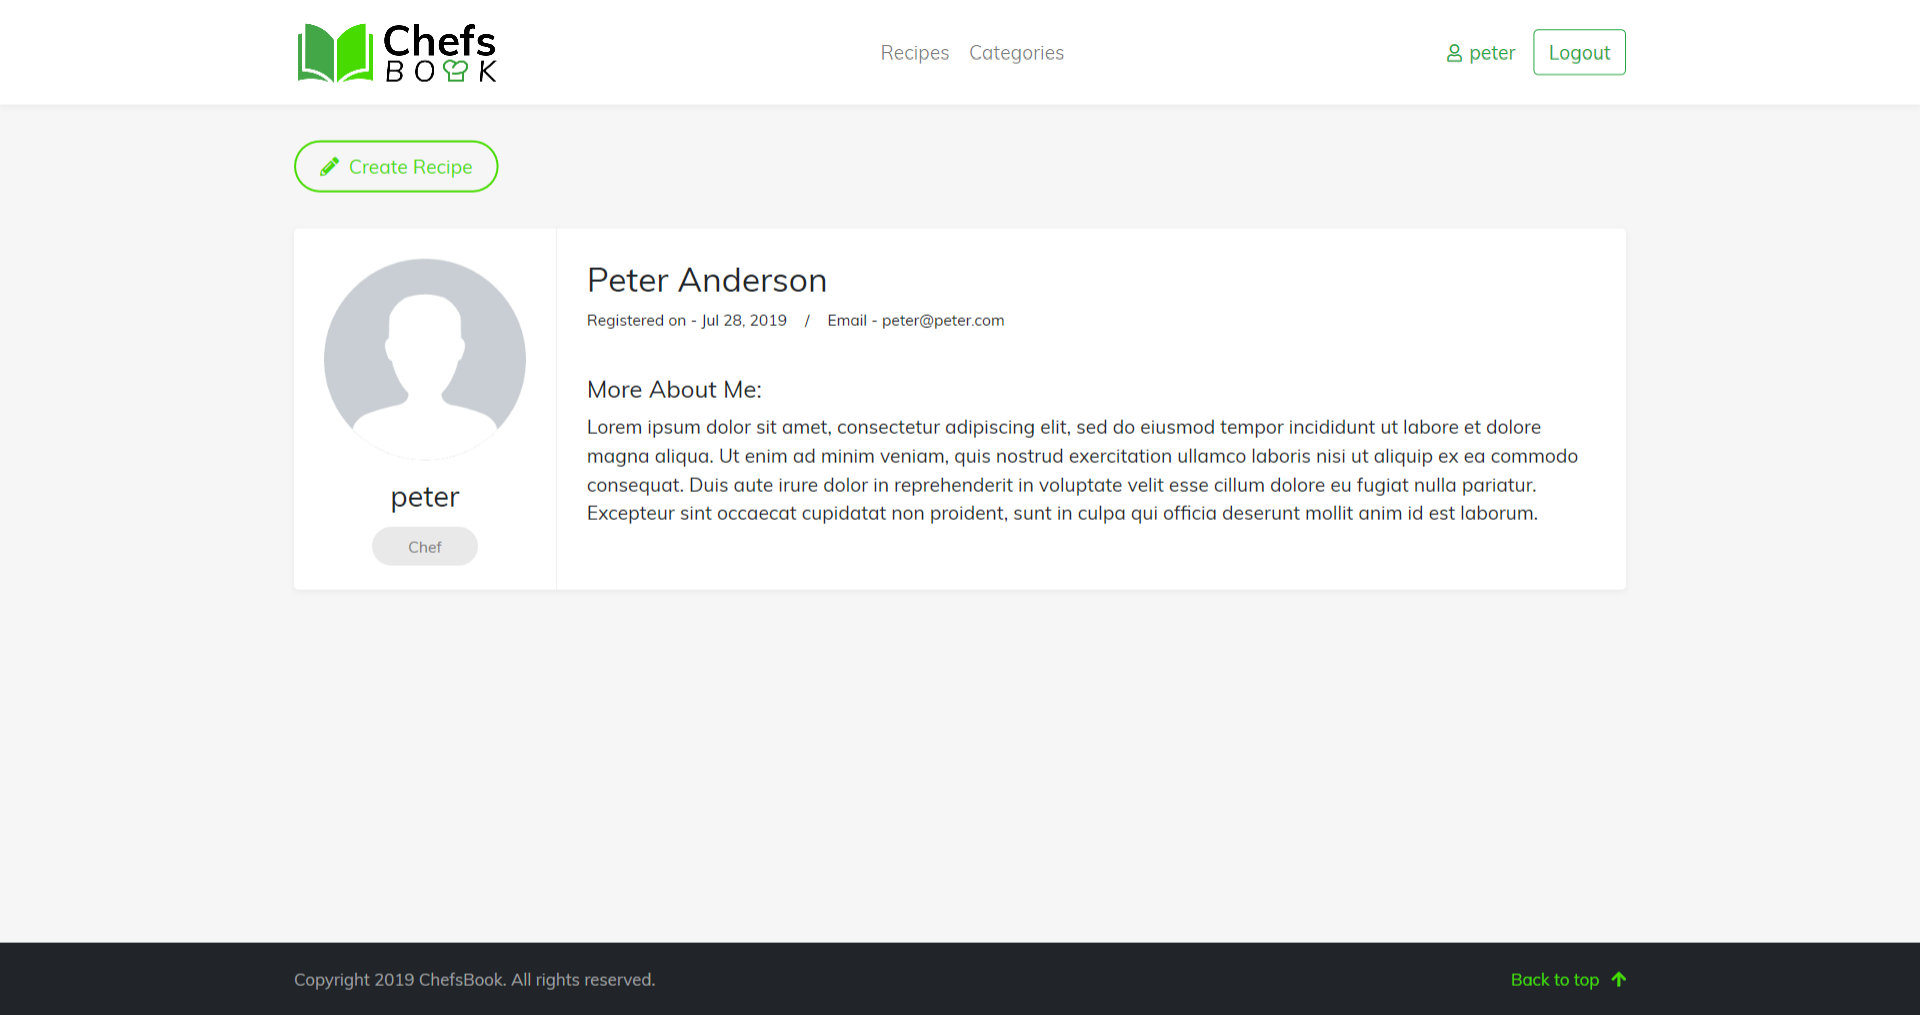 Chefs
BOOK
Recipes Categories
peter Logout
Create Recipe
Peter Anderson
Registered on - Jul 28, 2019 / Email - peter@peter.com
More About Me:
Lorem ipsum dolor sit amet, consectetur adipiscing elit, sed do eiusmod tempor incididunt ut labore et dolore
magna aliqua. Ut enim ad minim veniam, quis nostrud exercitation ullamco laboris nisi ut aliquip ex ea commodo
consequat. Duis aute irure dolor in reprehenderit in voluptate velit esse cillum dolore eu fugiat nulla pariatur.
Excepteur sint occaecat cupidatat non proident, sunt in culpa qui officia deserunt mollit anim id est laborum.
peter
Chef
Copyright 2019 ChefsBook. All rights reserved.
Back to top